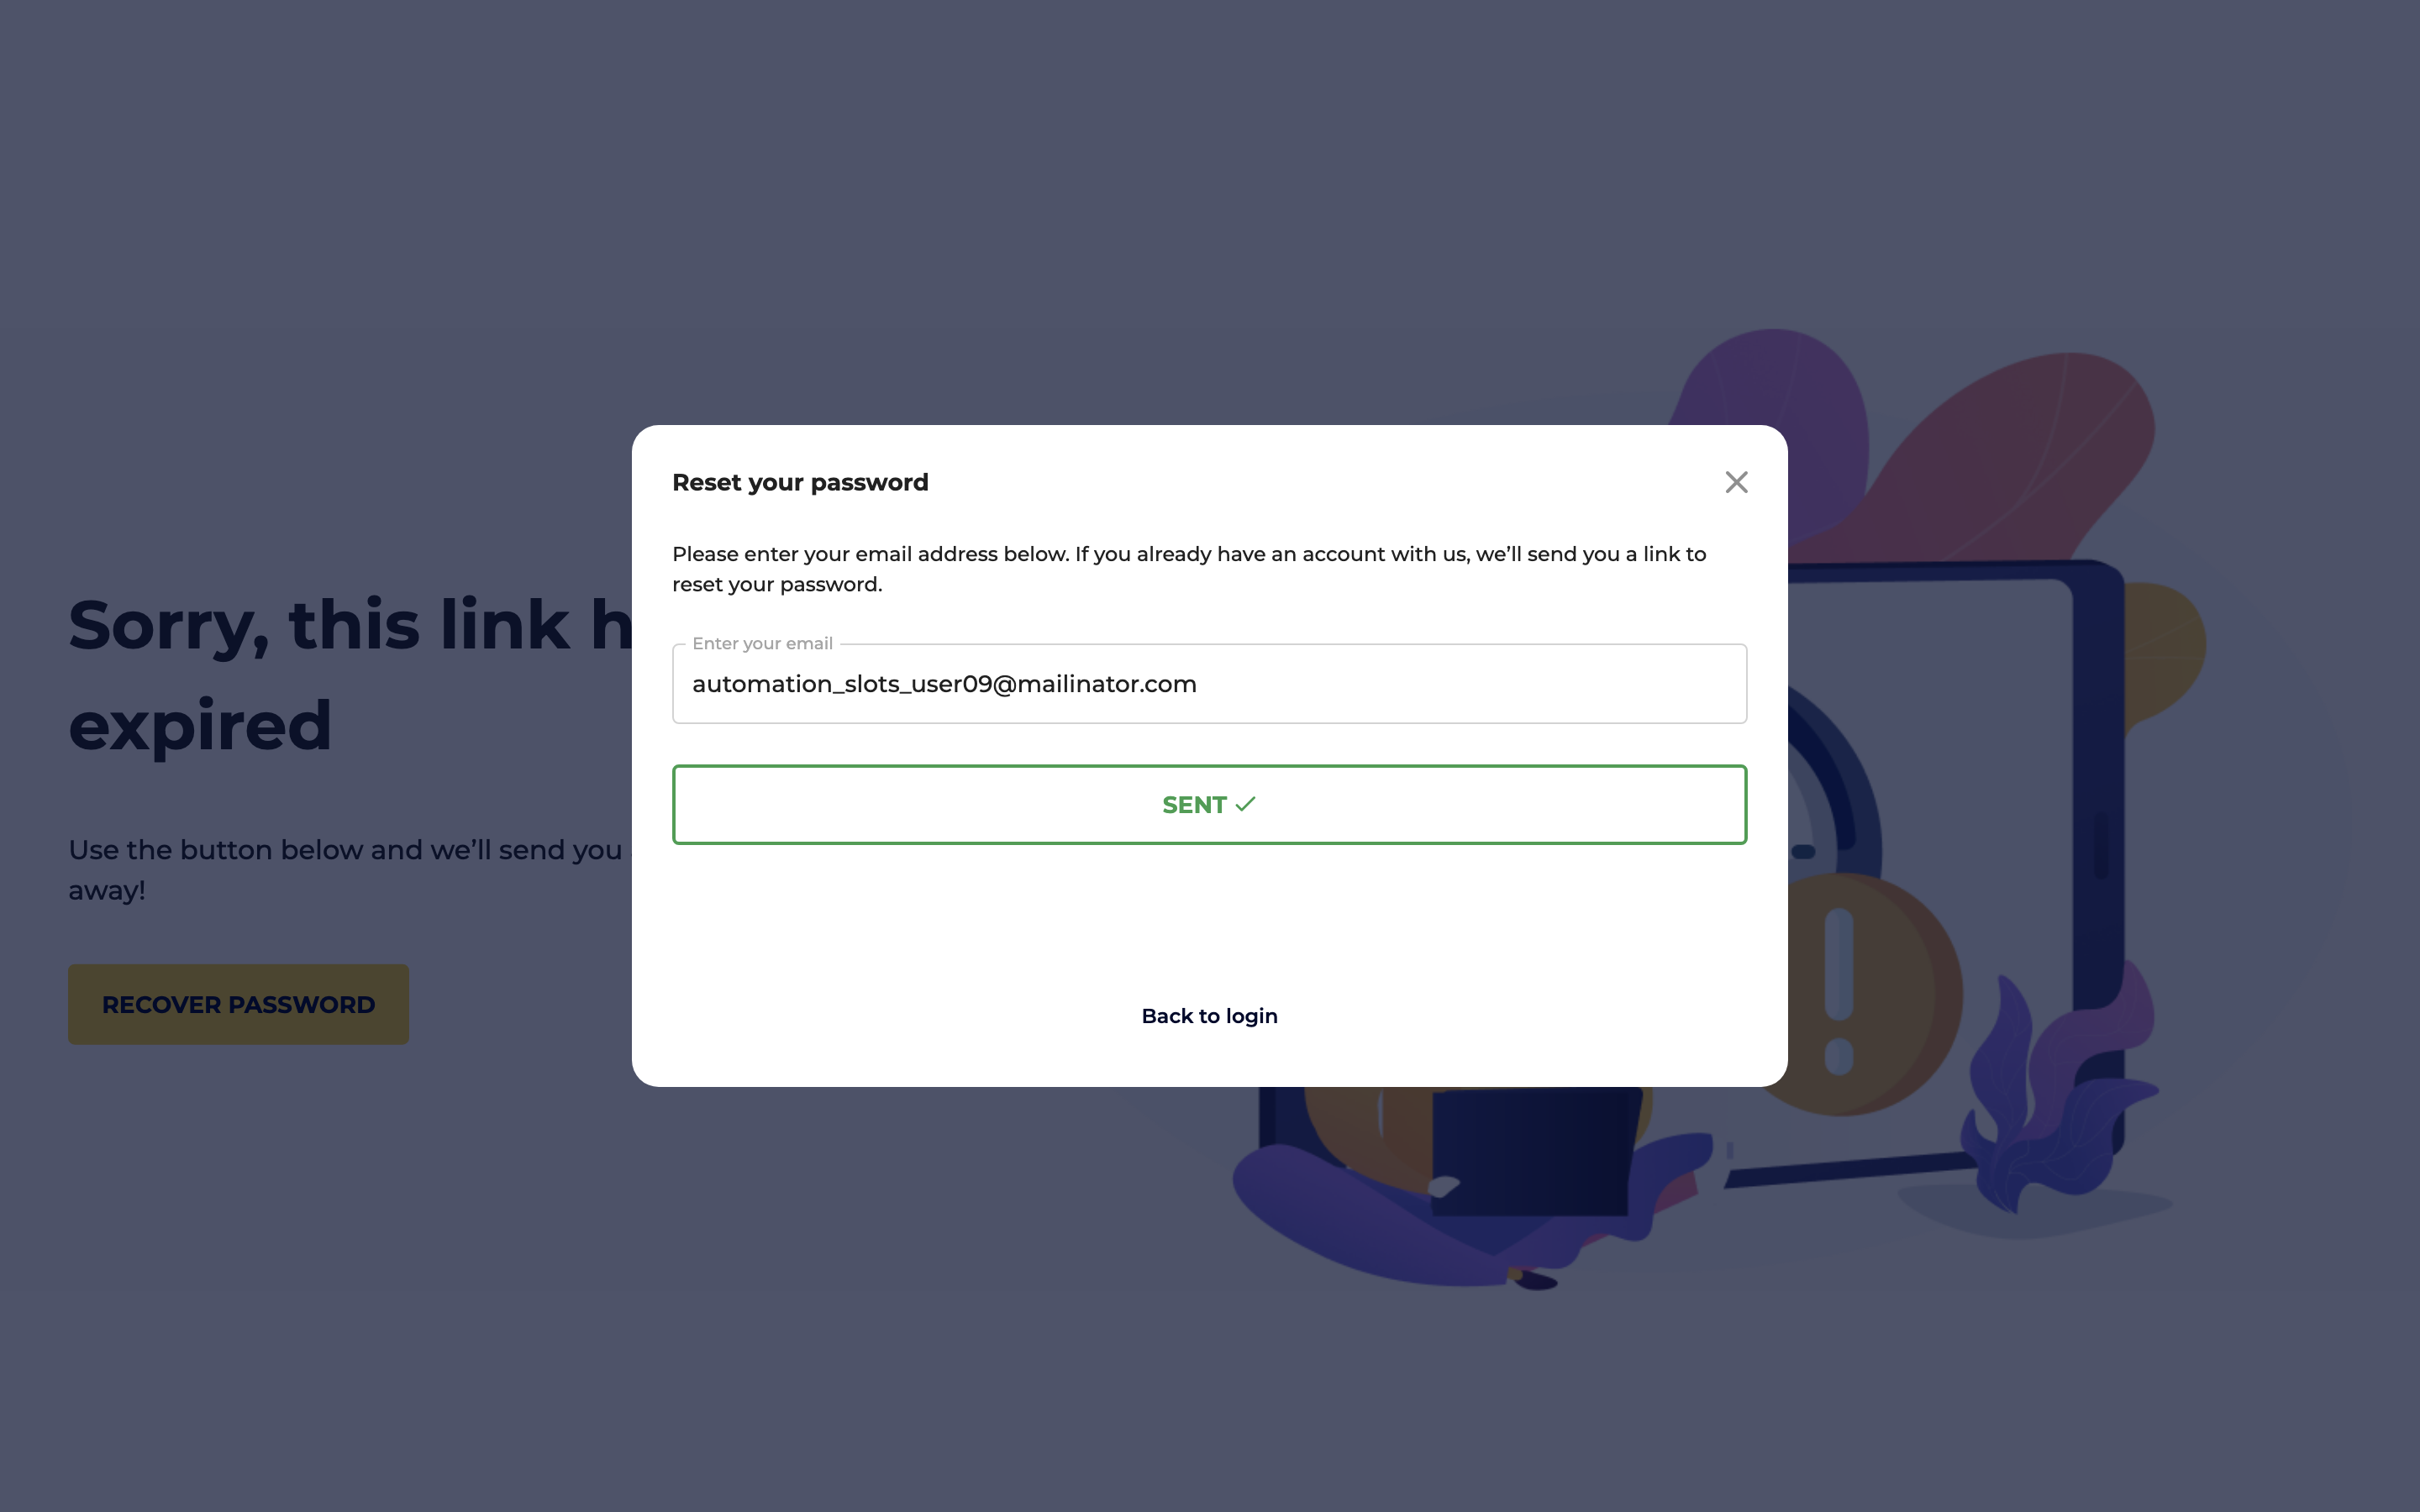 Reset your password
Please enter your email address below. If you already have an account with us, we’ll send you a link to
reset your password.
Enter your email
automation_slots_user09@mailinator.com
SENT
Back to login
Sorry, this link
expired
Use the button below and we’ll send you
away!
RECOVER PASSWORD